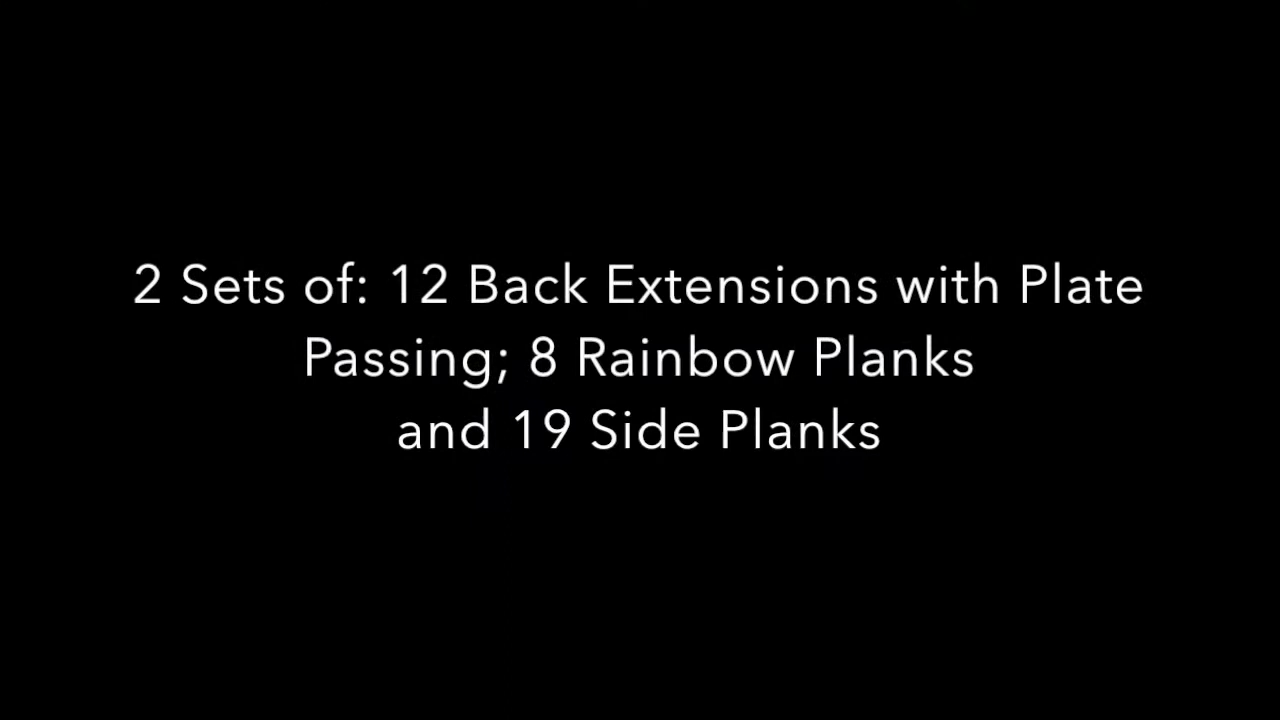 2 Sets of: 12 Back Extensions with Plate
Passing; 8 Rainbow Planks
and 19 Side Planks